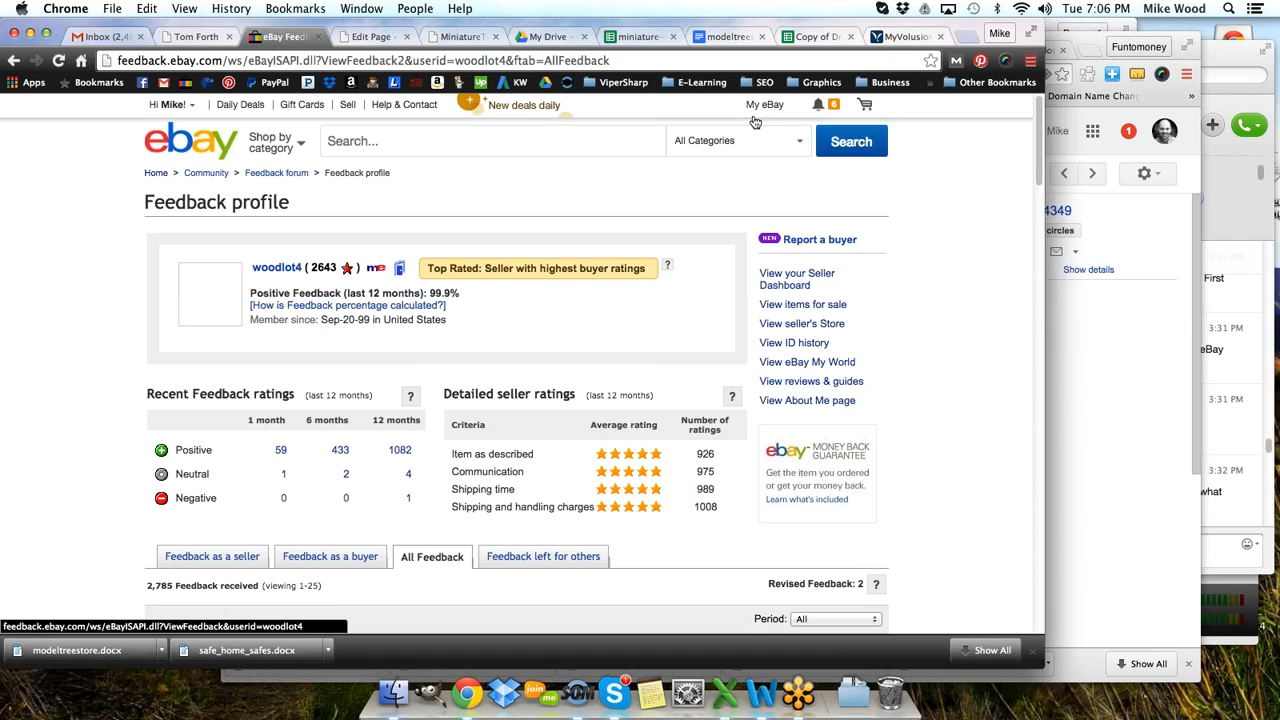 Chrome File Edit View History Bookmarks Window People Help Tue 7:06 PM Mike Wood
Inbox (2,4 Tom Forth eBay Feed Edit Page MiniatureT My Drive miniature- modeltrees Copy of D MyVolusion Mike
feedback.ebay.com/ws/eBayISAPI.dll?ViewFeedback2&userid=woodlot4&ftab=AllFeedback
Apps Bookmarks PayPal KW ViperSharp E-Learning SEO Graphics Business » Other Bookmarks
Hi Mike! Daily Deals Gift Cards Sell Help & Contact New deals daily My eBay 6
ebay Shop by category Search... All Categories Search
Home Community Feedback forum Feedback profile
Feedback profile
woodlot4 ( 2643 ) me Top Rated: Seller with highest buyer ratings ?
Positive Feedback (last 12 months): 99.9%
[How is Feedback percentage calculated?]
Member since: Sep-20-99 in United States
NEW Report a buyer
View your Seller
Dashboard
View items for sale
View seller's Store
View ID history
View eBay My World
View reviews & guides
View About Me page
Recent Feedback ratings (last 12 months) ?
1 month 6 months 12 months
Positive 59 433 1082
Neutral 1 2 4
Negative 0 0 1
Detailed seller ratings (last 12 months) ?
Criteria Average rating Number of ratings
Item as described 926
Communication 975
Shipping time 989
Shipping and handling charges 1008
ebay MONEY BACK GUARANTEE
Get the item you ordered
or get your money back.
Learn what's included
Feedback as a seller Feedback as a buyer All Feedback Feedback left for others
2,785 Feedback received (viewing 1-25) Revised Feedback: 2 ?
Period: All
feedback.ebay.com/ws/eBayISAPI.dll?ViewFeedback&userid=woodlot4
modeltreestore.docx safe_home_safes.docx Show All
Funtomoney
Domain Name Chan »
Mike 1
4349
circles
Show details
First
3:31 PM
eBay
3:31 PM
3:32 PM
what
Show All
4
join me